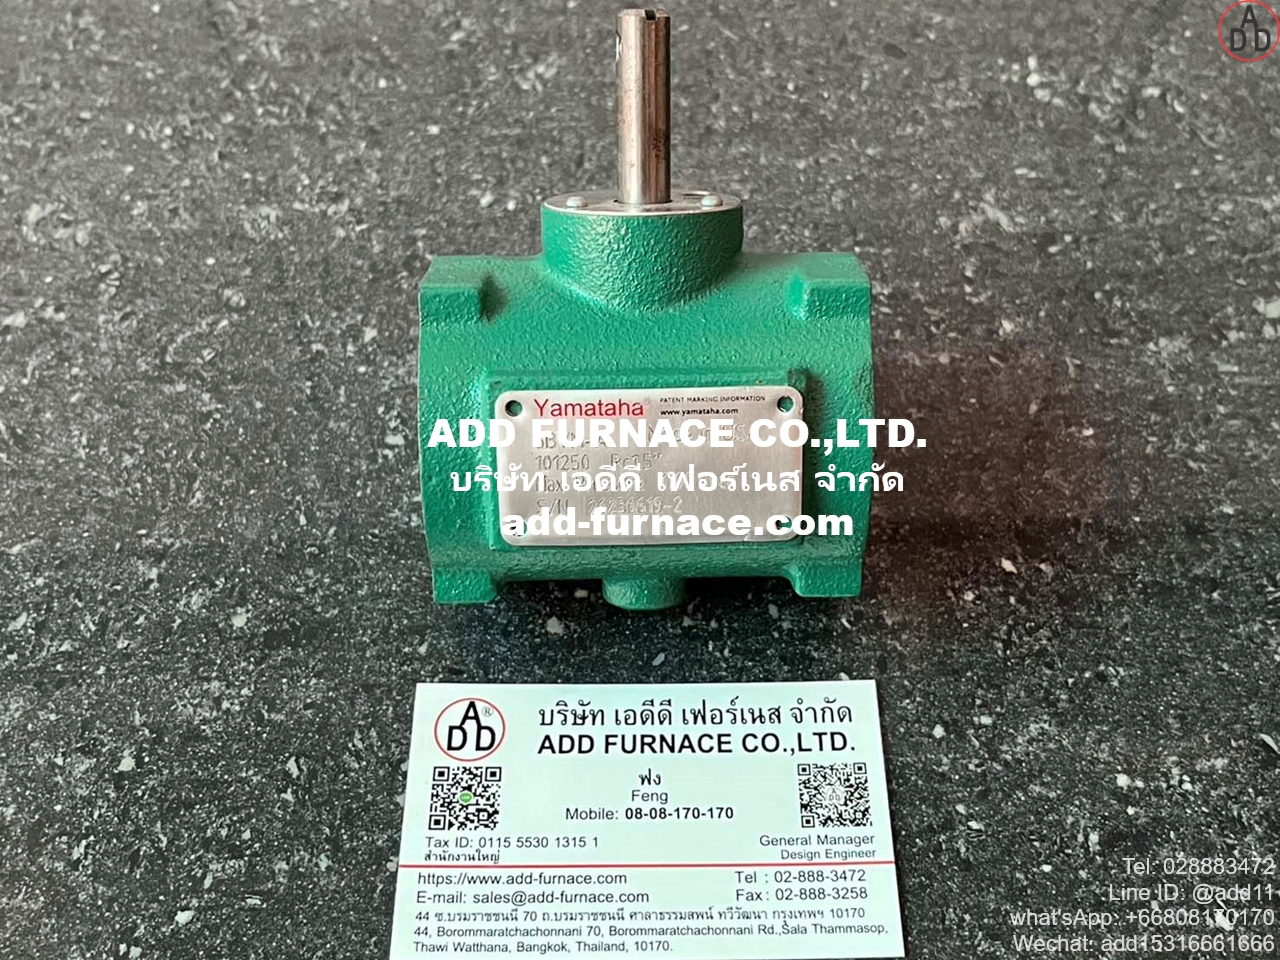 ADD
Yamataha®
PATENT MARKING INFORMATION
www.yamataha.com
ADD FURNACE CO.,LTD.
101250
บริษัท เอดีดี เฟอร์เนส จำกัด
S/N
add-furnace.com
ADD®
บริษัท เอดีดี เฟอร์เนส จำกัด
ADD FURNACE CO.,LTD.
ฟง
Feng
Mobile: 08-08-170-170
Tax ID: 0115 5530 1315 1
สำนักงานใหญ่
General Manager
Design Engineer
https://www.add-furnace.com
Tel : 02-888-3472
E-mail: sales@add-furnace.com
Fax : 02-888-3258
44 ซ.บรมราชชนนี 70 ถ.บรมราชชนนี ศาลาธรรมสพน์ ทวีวัฒนา กรุงเทพฯ 10170
44, Borommaratchachonnani 70, Borommaratchachonnani Rd.,Sala Thammasop,
Thawi Watthana, Bangkok, Thailand, 10170.
Tel: 028883472
Line ID: @add11
what'sApp: +66808170170
Wechat: add15316661666